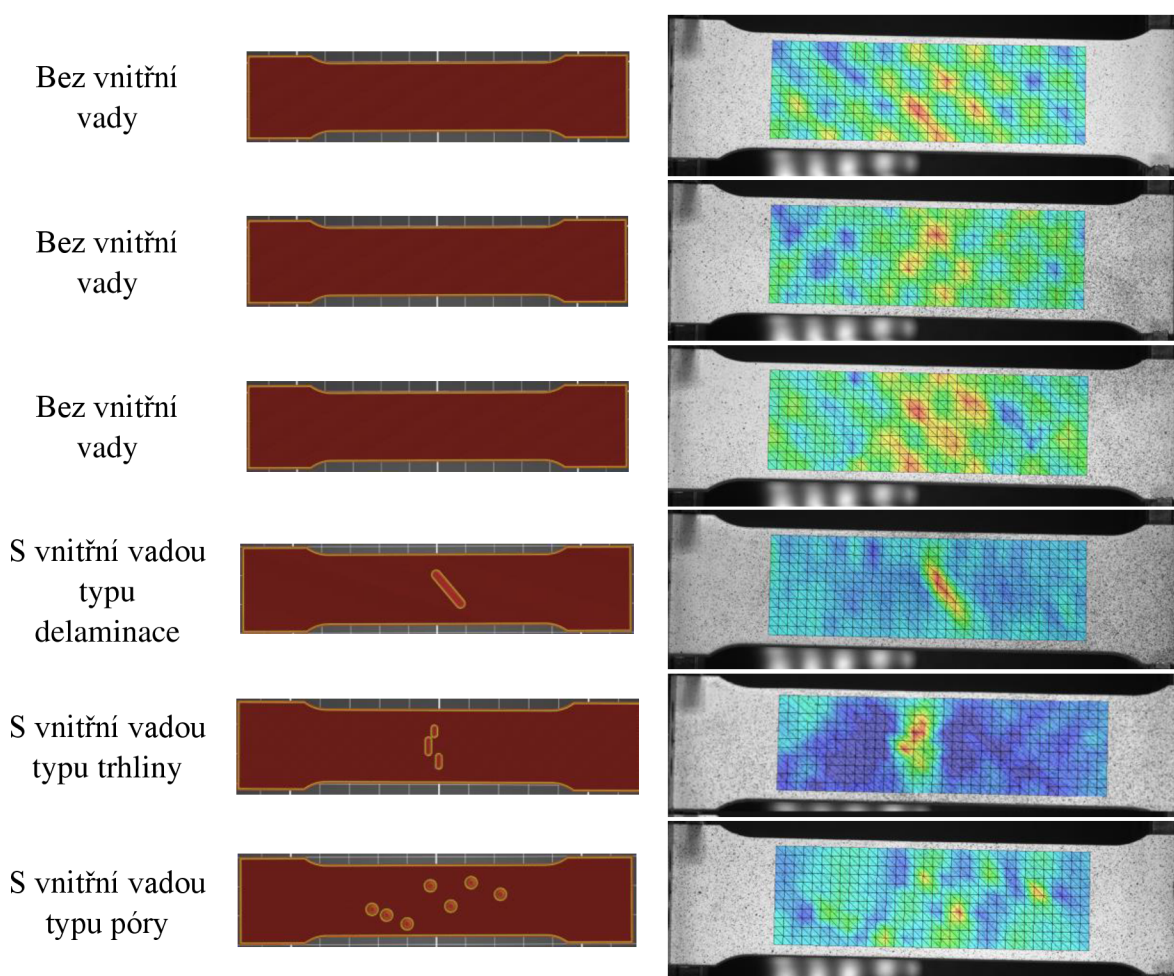 Bez vnitřní
vady
Bez vnitřní
vady
Bez vnitřní
vady
S vnitřní vadou
typu
delaminace
S vnitřní vadou
typu trhliny
S vnitřní vadou
typu póry